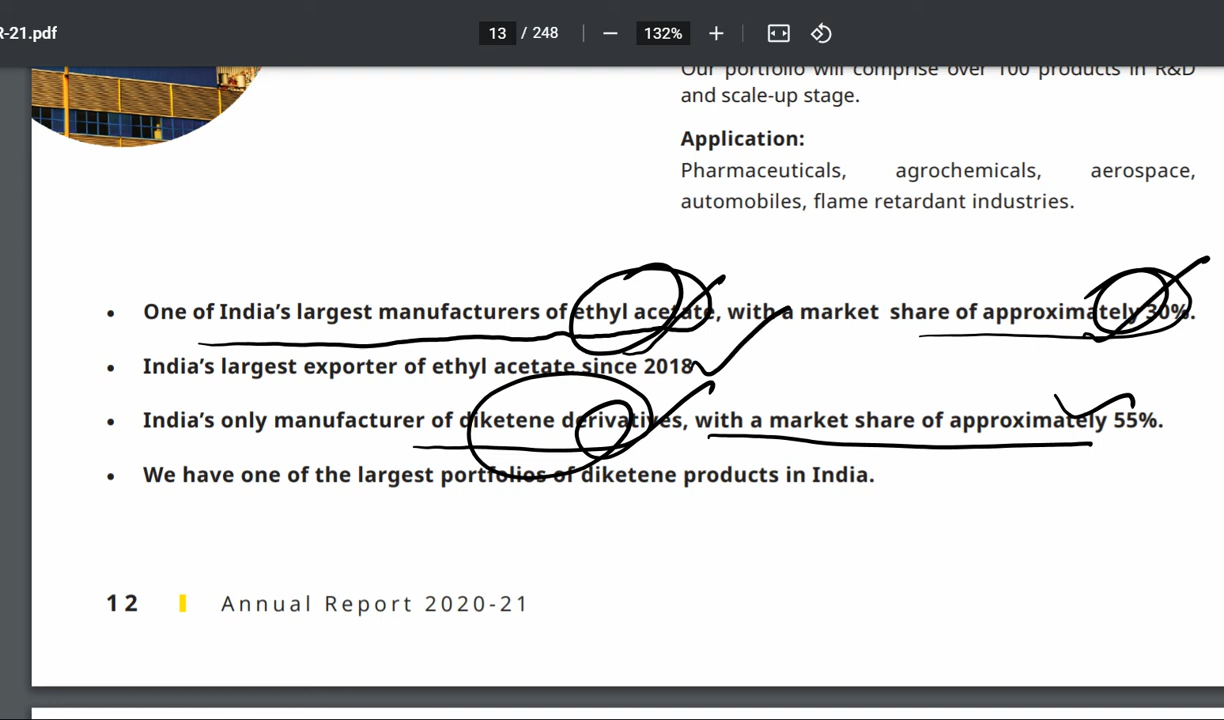 R-21.pdf
13 / 248
132%
Our portfolio will comprise over 100 products in R&D
and scale-up stage.
Application:
Pharmaceuticals, agrochemicals, aerospace,
automobiles, flame retardant industries.
• One of India's largest manufacturers of ethyl acetate, with a market share of approximately 30%.
• India's largest exporter of ethyl acetate since 2018
• India's only manufacturer of diketene derivatives, with a market share of approximately 55%.
• We have one of the largest portfolios of diketene products in India.
12 Annual Report 2020-21